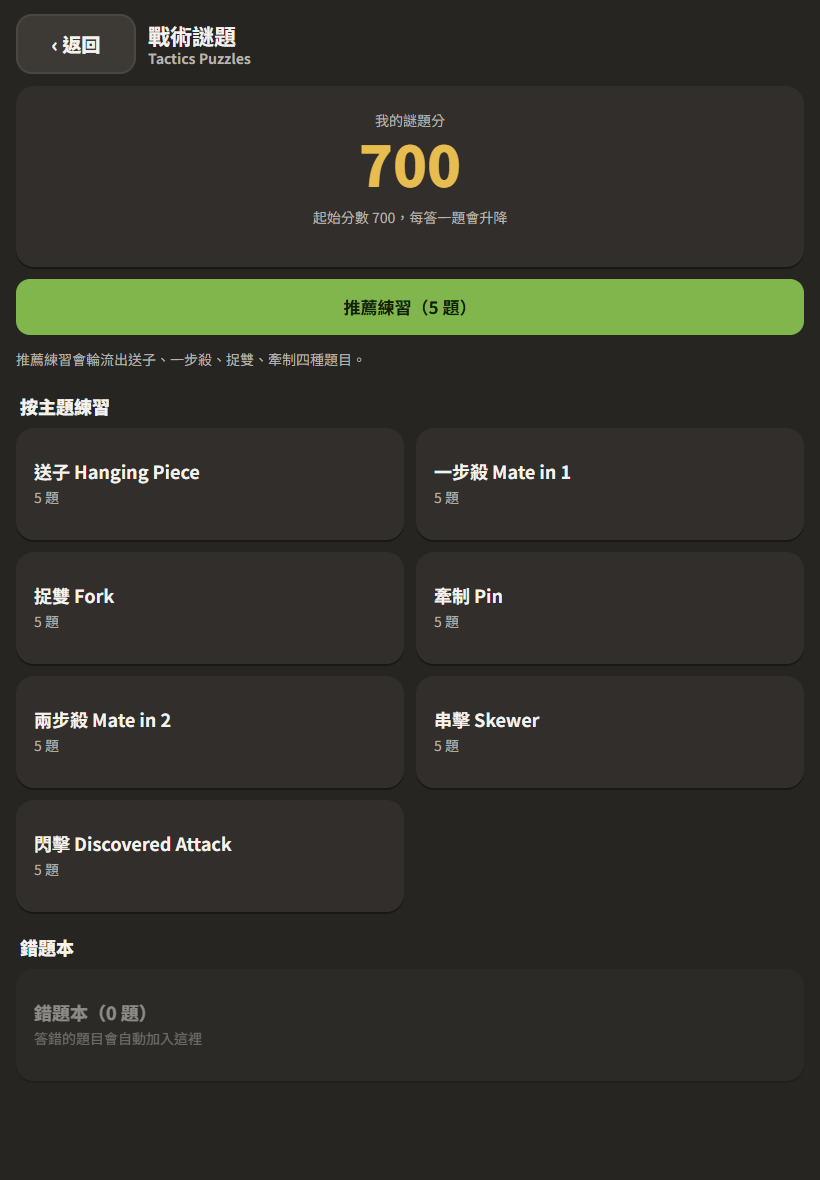 ‹ 返回
戰術謎題
Tactics Puzzles
我的謎題分
700
起始分數 700，每答一題會升降
推薦練習（5 題）
推薦練習會輪流出送子、一步殺、捉雙、牽制四種題目。
按主題練習
送子 Hanging Piece
5 題
一步殺 Mate in 1
5 題
捉雙 Fork
5 題
牽制 Pin
5 題
兩步殺 Mate in 2
5 題
串擊 Skewer
5 題
閃擊 Discovered Attack
5 題
錯題本
錯題本（0 題）
答錯的題目會自動加入這裡